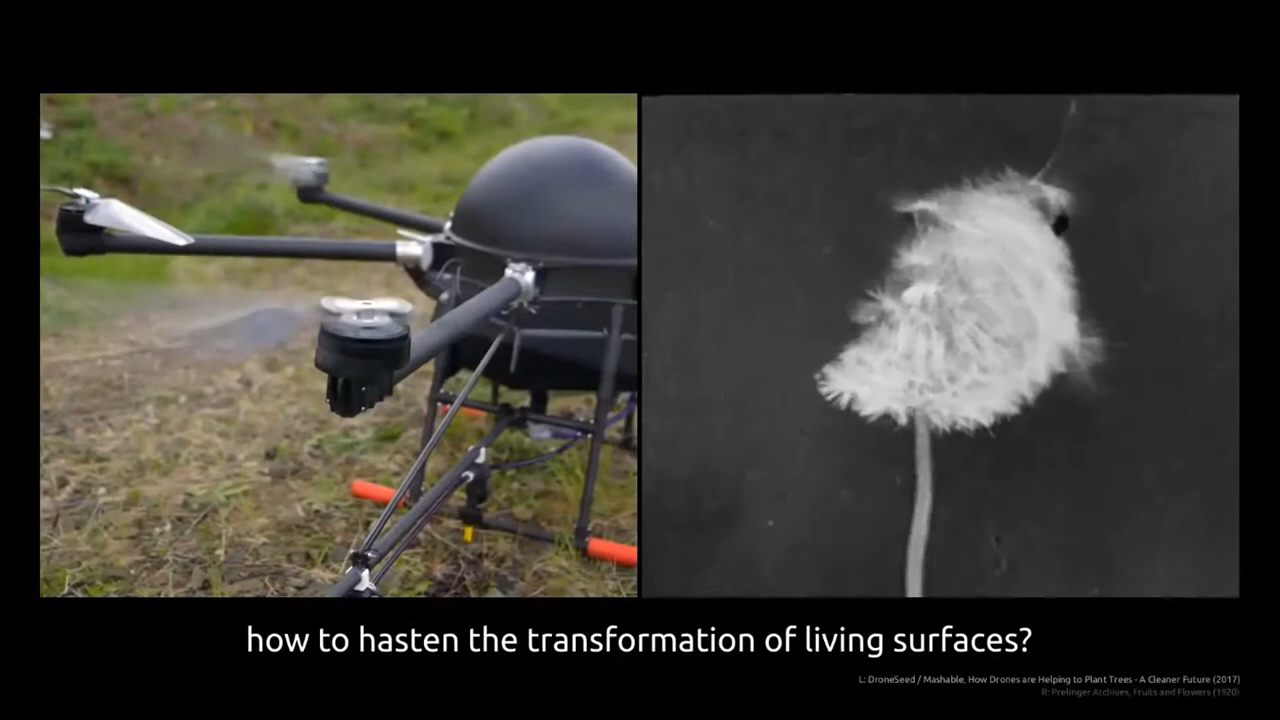 how to hasten the transformation of living surfaces?
L: DroneSeed / Mashable, How Drones are Helping to Plant Trees - A Cleaner Future (2017)
R: Prelinger Archives, Fruits and Flowers (1920)